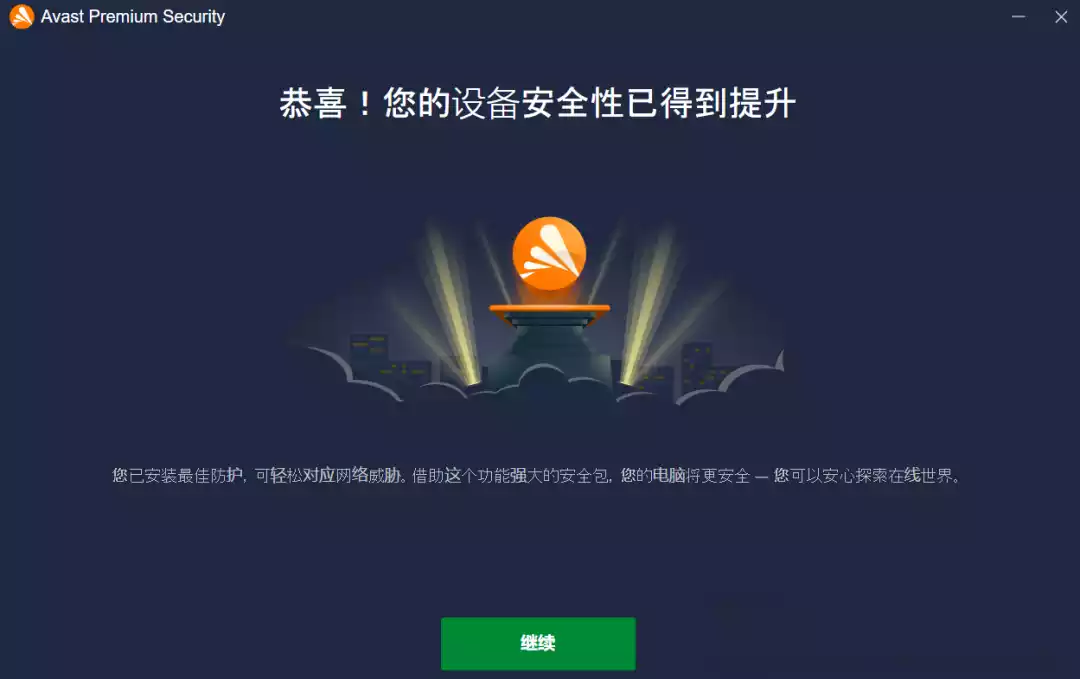 Avast Premium Security
恭喜！您的设备安全性已得到提升
您已安装最佳防护, 可轻松对应网络威胁。借助这个功能强大的安全包, 您的电脑将更安全 — 您可以安心探索在线世界。
继续